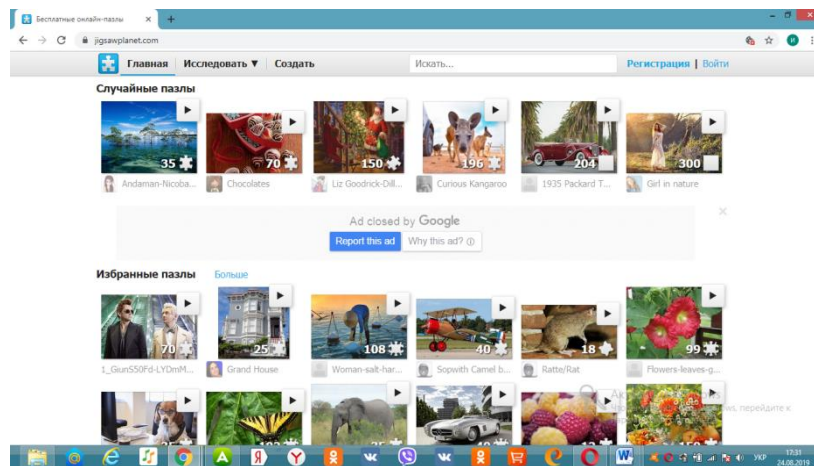 Бесплатные онлайн-пазлы
jigsawplanet.com
Главная Исследовать ▼ Создать Искать... Регистрация | Войти
Случайные пазлы
35 70 150 196 204 300
Andaman-Nicoba... Chocolates Liz Goodrick-Dill... Curious Kangaroo 1935 Packard T... Girl in nature
Ad closed by Google
Report this ad Why this ad?
Избранные пазлы Больше
70 25 108 40 18 99
1_GiunS50Fd-LYDmM... Grand House Woman-salt-har... Sopwith Camel b... Ratte/Rat Flowers-leaves-g...
перейдите к
УКР 17:31
24.08.2019